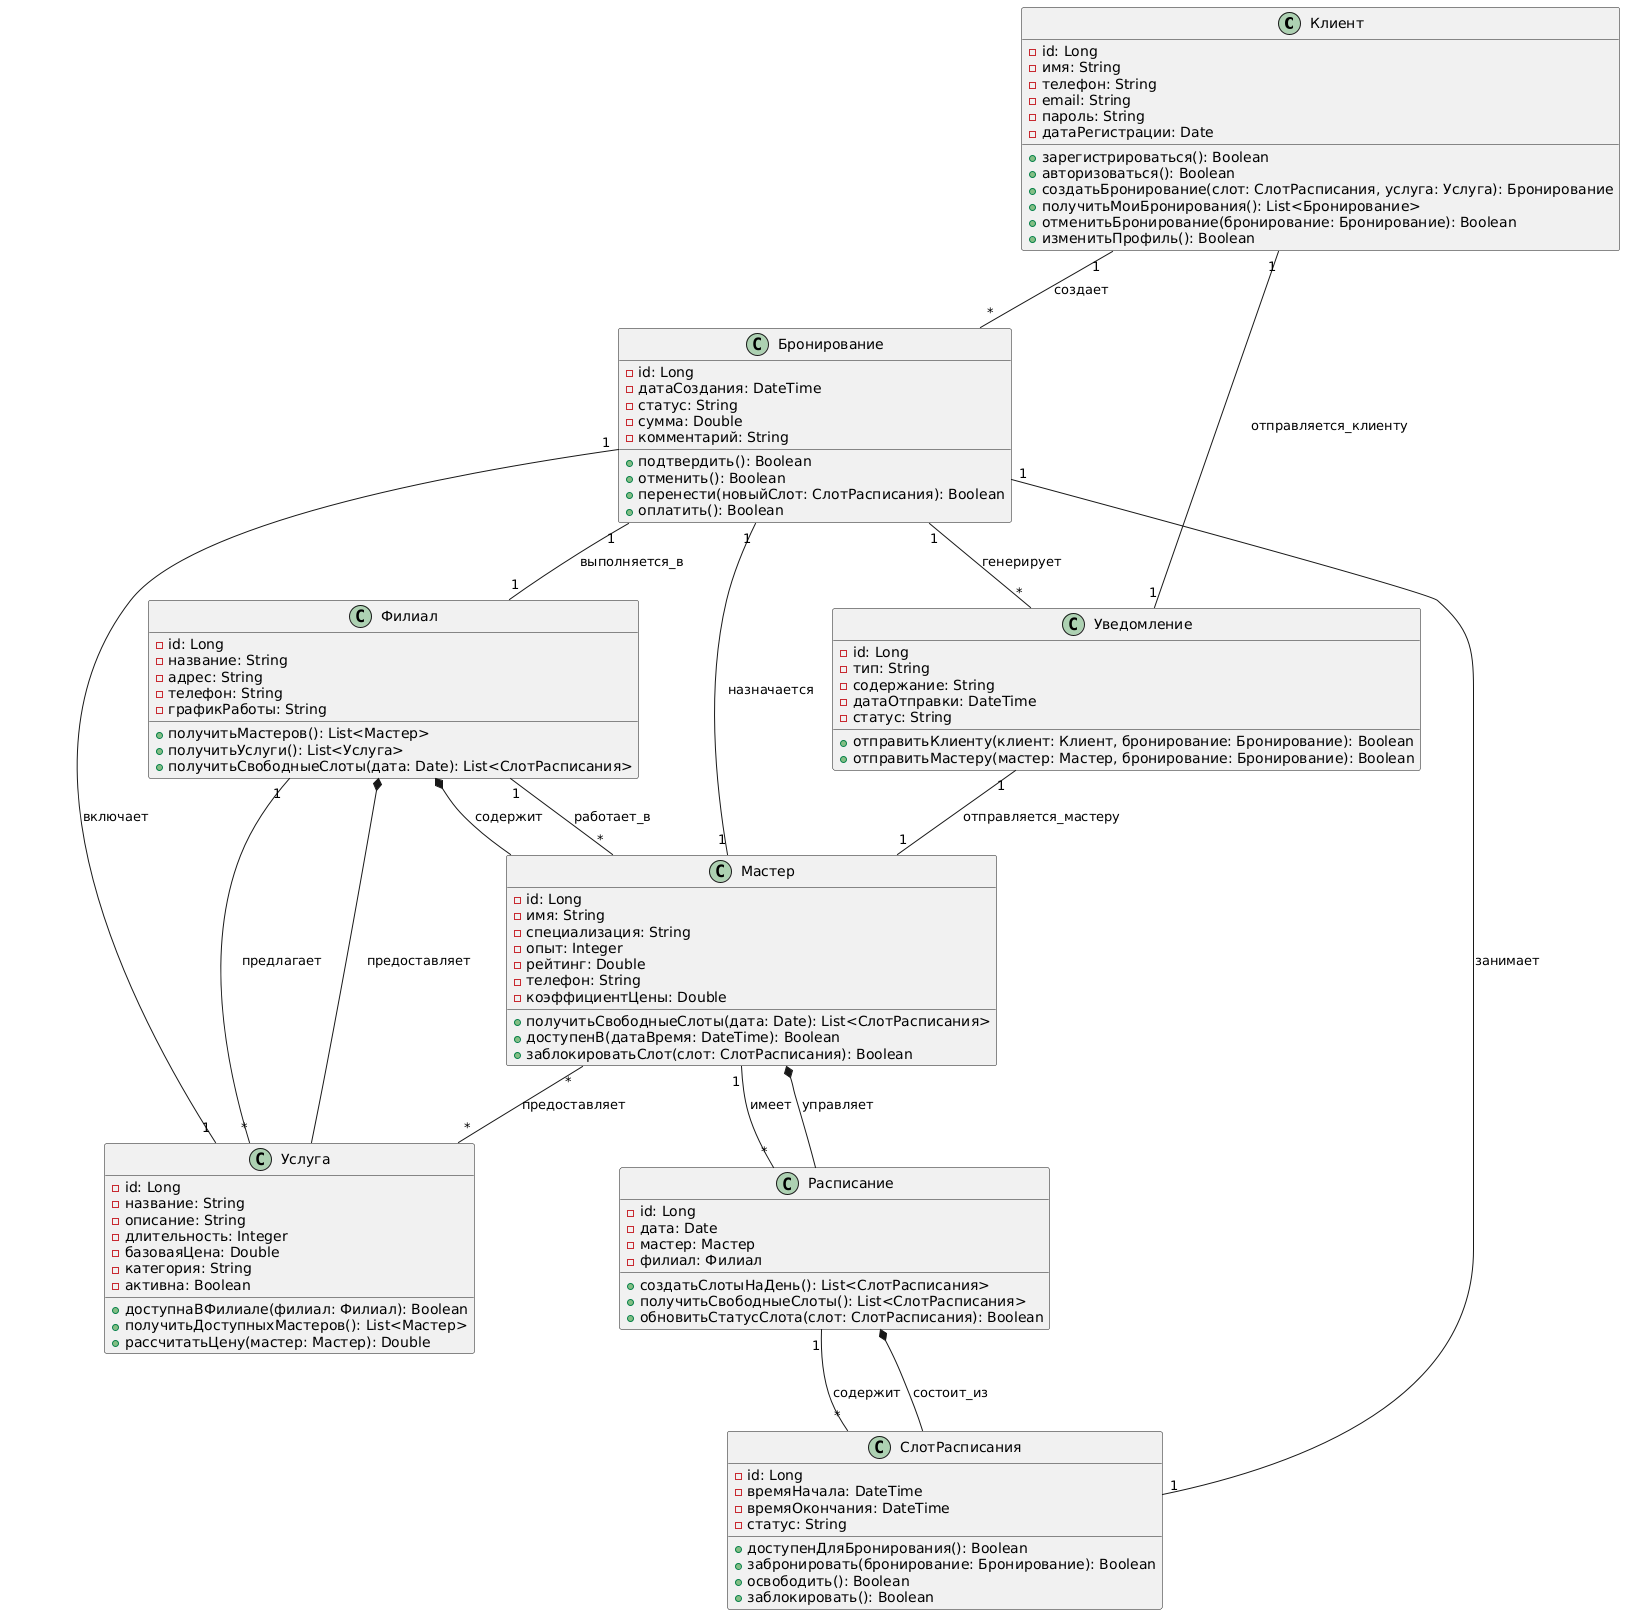 Клиент
id: Long
имя: String
телефон: String
email: String
пароль: String
датаРегистрации: Date
зарегистрироваться(): Boolean
авторизоваться(): Boolean
создатьБронирование(слот: СлотРасписания, услуга: Услуга): Бронирование
получитьМоиБронирования(): List<Бронирование>
отменитьБронирование(бронирование: Бронирование): Boolean
изменитьПрофиль(): Boolean
1
1
создает
*
Бронирование
id: Long
датаСоздания: DateTime
статус: String
сумма: Double
комментарий: String
подтвердить(): Boolean
отменить(): Boolean
перенести(новыйСлот: СлотРасписания): Boolean
оплатить(): Boolean
отправляется_клиенту
1
1
1
1
1
выполняется_в
генерирует
1
*
1
Филиал
id: Long
название: String
адрес: String
телефон: String
графикРаботы: String
получитьМастеров(): List<Мастер>
получитьУслуги(): List<Услуга>
получитьСвободныеСлоты(дата: Date): List<СлотРасписания>
назначается
Уведомление
id: Long
тип: String
содержание: String
датаОтправки: DateTime
статус: String
отправитьКлиенту(клиент: Клиент, бронирование: Бронирование): Boolean
отправитьМастеру(мастер: Мастер, бронирование: Бронирование): Boolean
1
1
1
включает
содержит
работает_в
отправляется_мастеру
*
1
1
Мастер
id: Long
имя: String
специализация: String
опыт: Integer
рейтинг: Double
телефон: String
коэффициентЦены: Double
получитьСвободныеСлоты(дата: Date): List<СлотРасписания>
доступенВ(датаВремя: DateTime): Boolean
заблокироватьСлот(слот: СлотРасписания): Boolean
предлагает
предоставляет
занимает
*
1
предоставляет
имеет
управляет
1
*
*
*
Услуга
id: Long
название: String
описание: String
длительность: Integer
базоваяЦена: Double
категория: String
активна: Boolean
доступнаВФилиале(филиал: Филиал): Boolean
получитьДоступныхМастеров(): List<Мастер>
рассчитатьЦену(мастер: Мастер): Double
Расписание
id: Long
дата: Date
мастер: Мастер
филиал: Филиал
создатьСлотыНаДень(): List<СлотРасписания>
получитьСвободныеСлоты(): List<СлотРасписания>
обновитьСтатусСлота(слот: СлотРасписания): Boolean
1
содержит
состоит_из
*
СлотРасписания
id: Long
времяНачала: DateTime
времяОкончания: DateTime
статус: String
доступенДляБронирования(): Boolean
забронировать(бронирование: Бронирование): Boolean
освободить(): Boolean
заблокировать(): Boolean
1